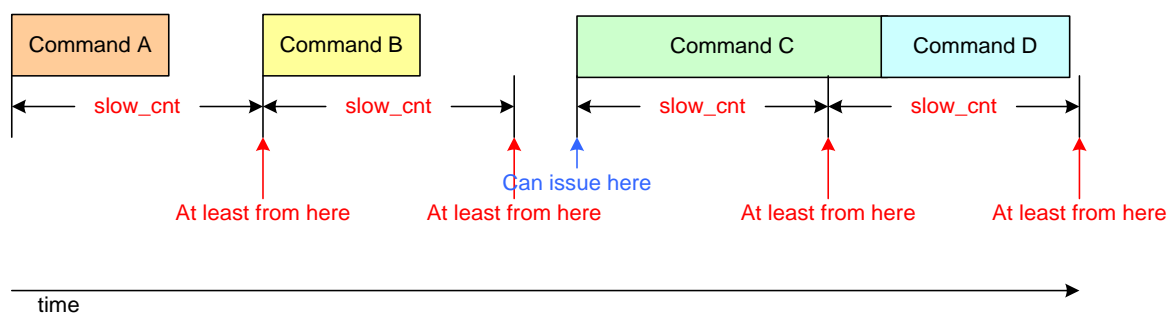 Command A
Command B
Command C
Command D
slow_cnt
slow_cnt
slow_cnt
slow_cnt
Can issue here
At least from here
At least from here
At least from here
At least from here
time